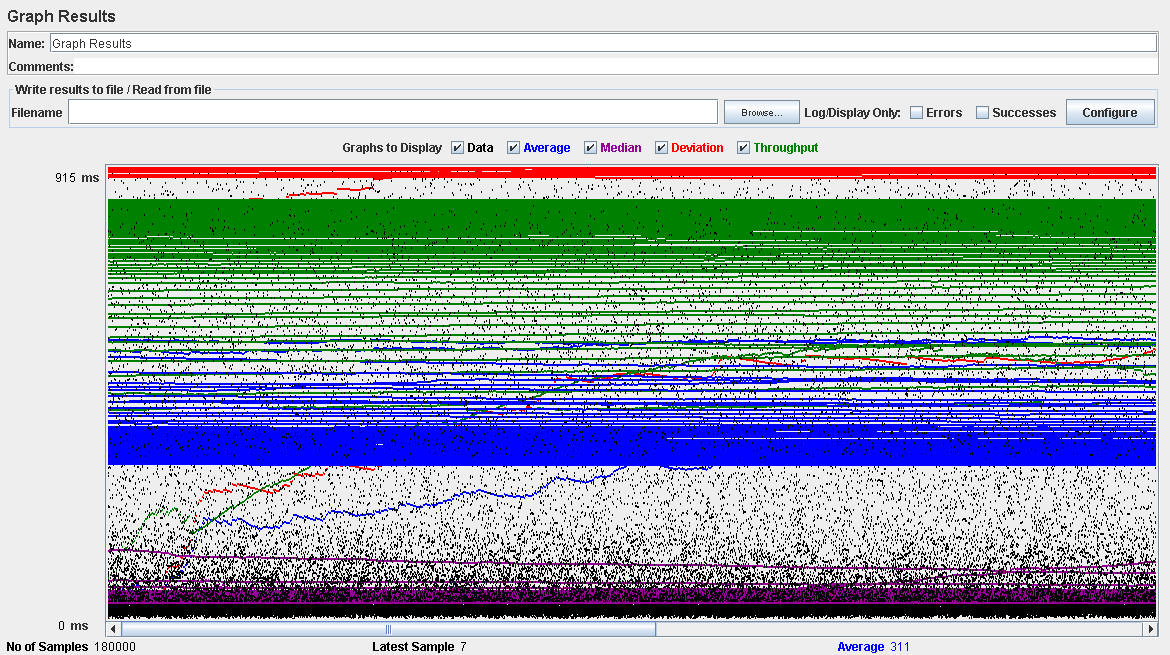 Graph Results
Name: Graph Results
Comments:
Write results to file / Read from file
Filename Browse... Log/Display Only: Errors Successes Configure
Graphs to Display Data Average Median Deviation Throughput
915 ms
0 ms
No of Samples 180000 Latest Sample 7 Average 311